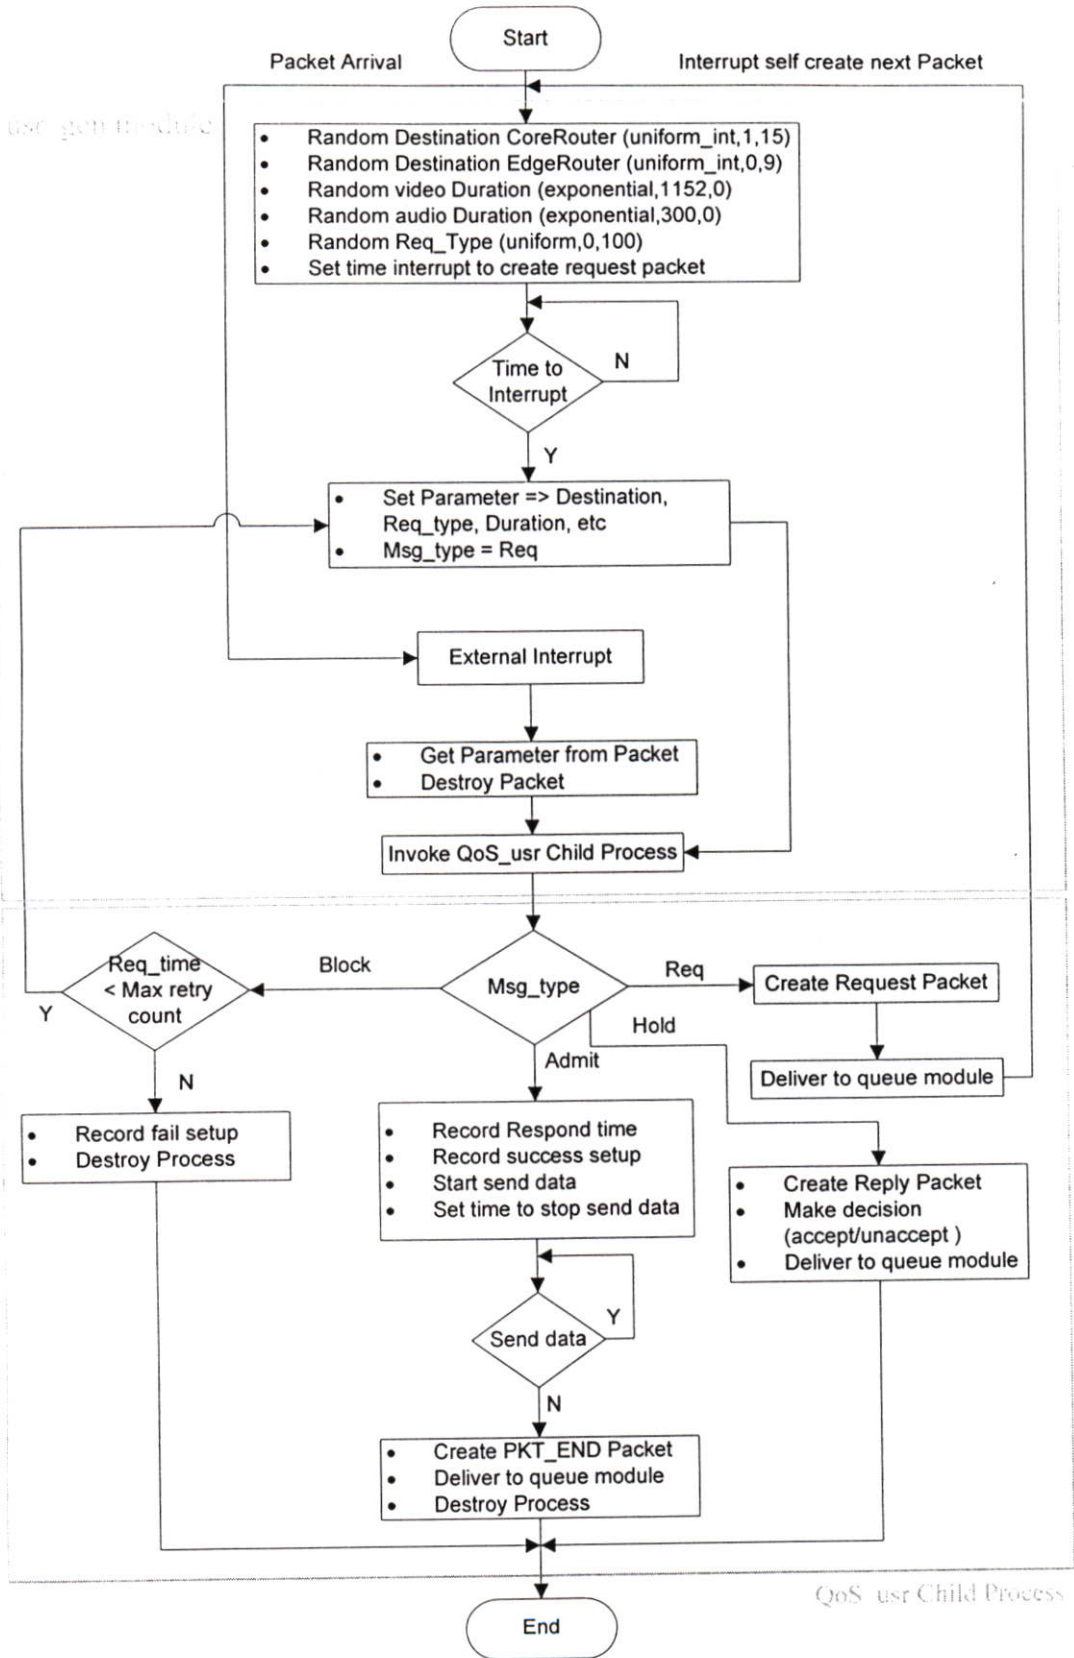 Start
Packet Arrival
Interrupt self create next Packet
usr_gen module
• Random Destination CoreRouter (uniform_int,1,15)
• Random Destination EdgeRouter (uniform_int,0,9)
• Random video Duration (exponential,1152,0)
• Random audio Duration (exponential,300,0)
• Random Req_Type (uniform,0,100)
• Set time interrupt to create request packet
Time to
Interrupt
N
Y
• Set Parameter => Destination,
Req_type, Duration, etc
• Msg_type = Req
External Interrupt
• Get Parameter from Packet
• Destroy Packet
Invoke QoS_usr Child Process
Req_time
< Max retry
count
Y
Block
Msg_type
Req
Create Request Packet
Hold
Deliver to queue module
Admit
N
• Record fail setup
• Destroy Process
• Record Respond time
• Record success setup
• Start send data
• Set time to stop send data
• Create Reply Packet
• Make decision
(accept/unaccept )
• Deliver to queue module
Send data
Y
N
• Create PKT_END Packet
• Deliver to queue module
• Destroy Process
QoS_usr Child Process
End